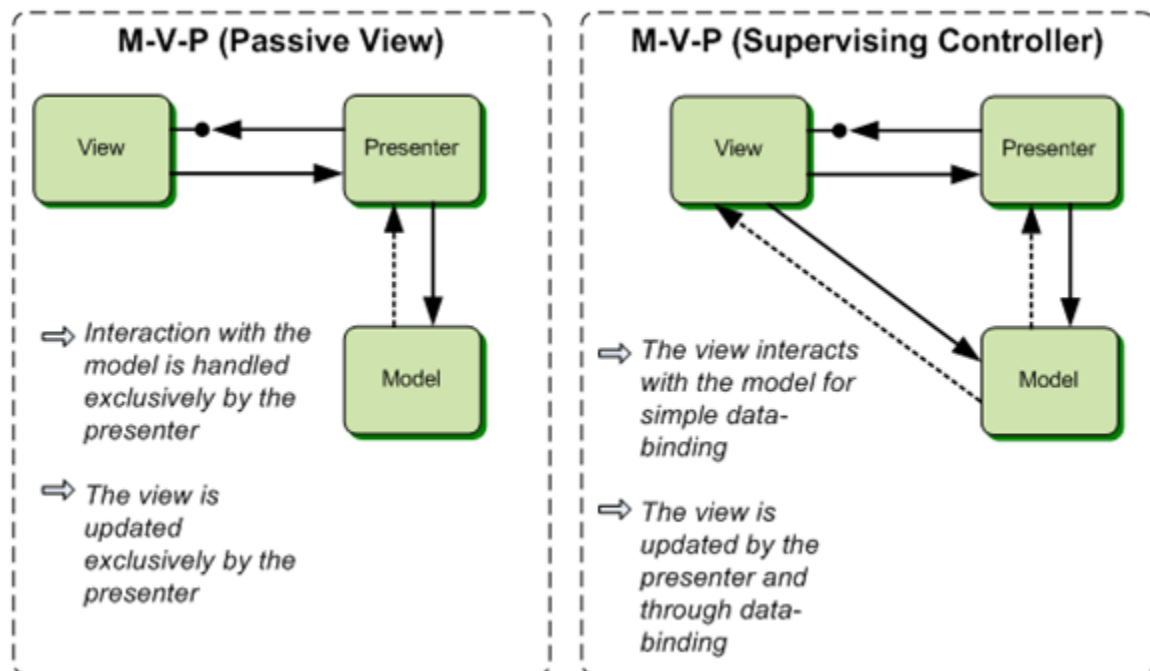 M-V-P (Passive View)
View
Presenter
Model
Interaction with the
model is handled
exclusively by the
presenter
The view is
updated
exclusively by the
presenter
M-V-P (Supervising Controller)
View
Presenter
Model
The view interacts
with the model for
simple data-
binding
The view is
updated by the
presenter and
through data-
binding